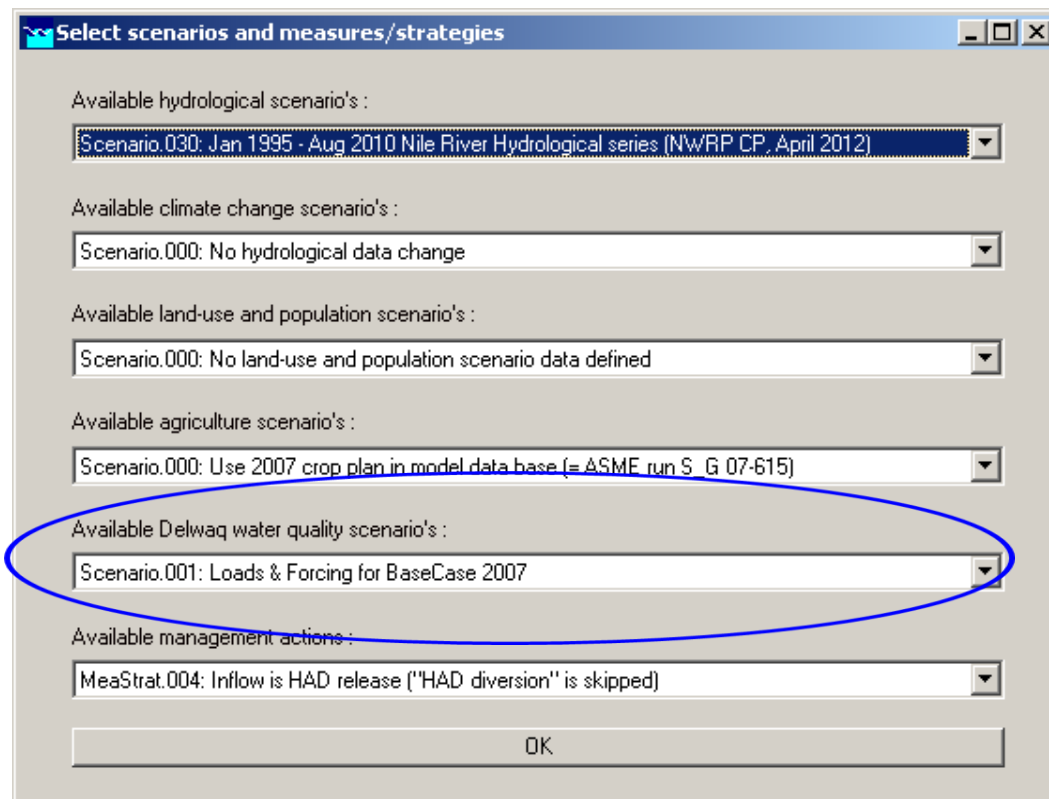 Select scenarios and measures/strategies
Available hydrological scenario's :
Scenario.030: Jan 1995 - Aug 2010 Nile River Hydrological series (NWRP CP, April 2012)
Available climate change scenario's :
Scenario.000: No hydrological data change
Available land-use and population scenario's :
Scenario.000: No land-use and population scenario data defined
Available agriculture scenario's :
Scenario.000: Use 2007 crop plan in model data base (= ASME run S_G 07-615)
Available Delwaq water quality scenario's :
Scenario.001: Loads & Forcing for BaseCase 2007
Available management actions :
MeaStrat.004: Inflow is HAD release ("HAD diversion" is skipped)
OK